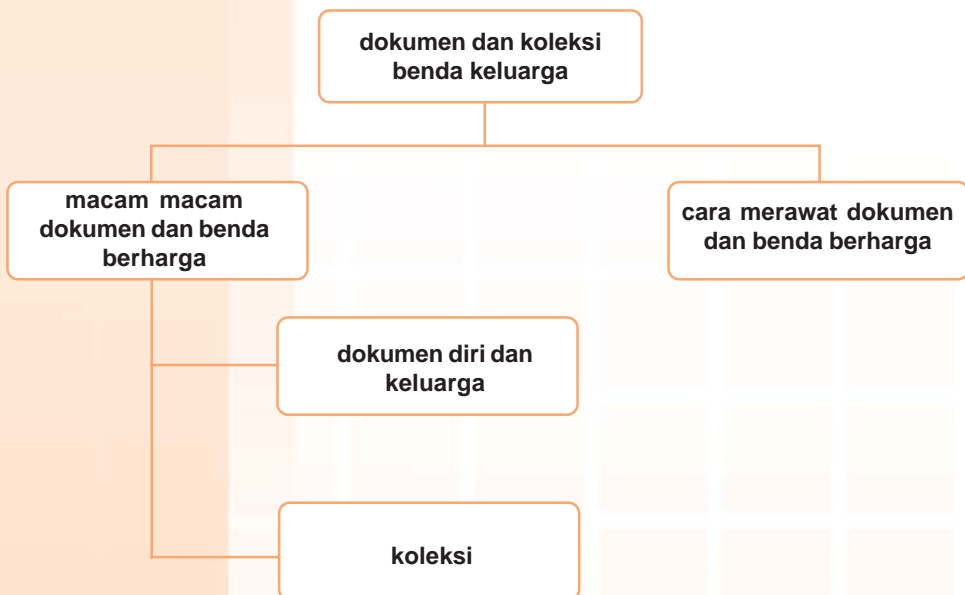 dokumen dan koleksi
benda keluarga
macam macam
dokumen dan benda
berharga
cara merawat dokumen
dan benda berharga
dokumen diri dan
keluarga
koleksi